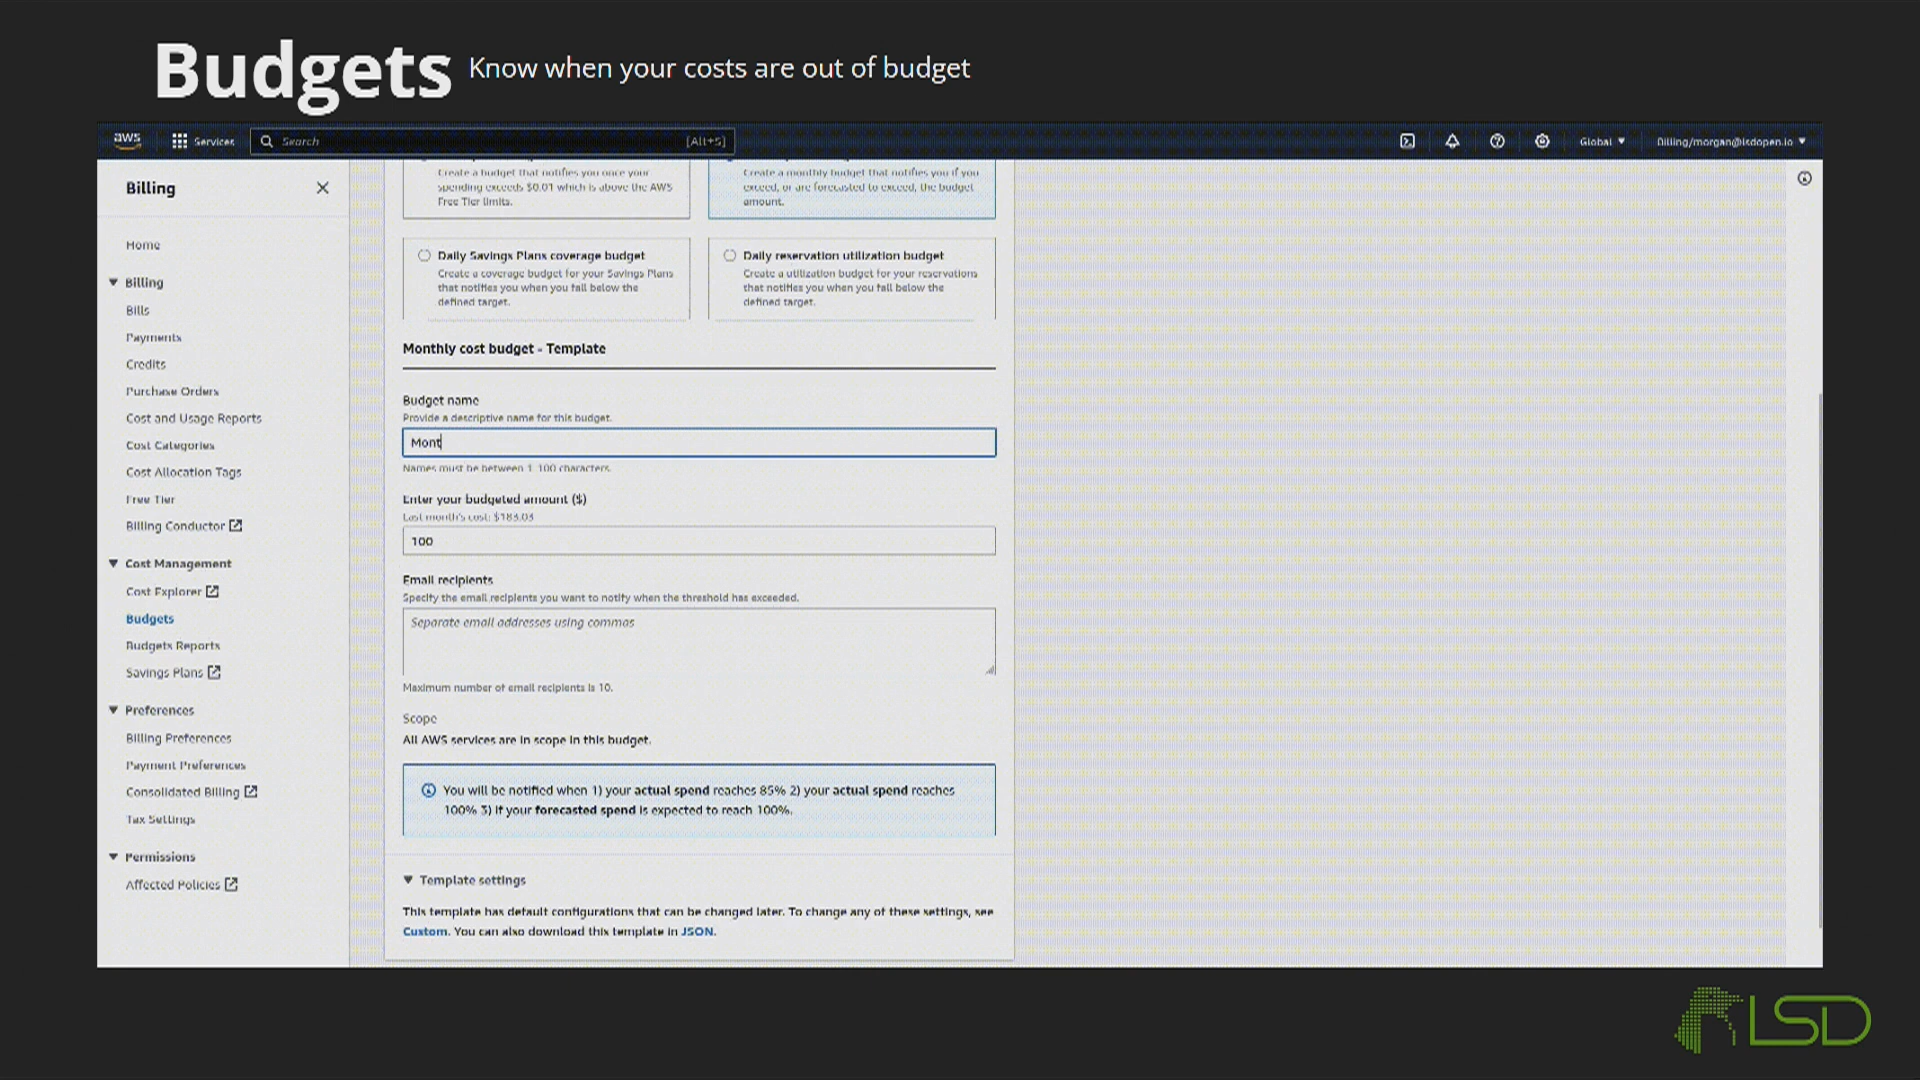 Budgets Know when your costs are out of budget
aws Services Search [Alt+S] Global Billing/morgan@lsdopen.io
Billing
Home
Billing
Bills
Payments
Credits
Purchase Orders
Cost and Usage Reports
Cost Categories
Cost Allocation Tags
Free Tier
Billing Conductor
Cost Management
Cost Explorer
Budgets
Budgets Reports
Savings Plans
Preferences
Billing Preferences
Payment Preferences
Consolidated Billing
Tax Settings
Permissions
Affected Policies
Create a budget that notifies you once your
spending exceeds $0.01 which is above the AWS
Free Tier limits.
Create a monthly budget that notifies you if you
exceed, or are forecasted to exceed, the budget
amount.
Daily Savings Plans coverage budget
Create a coverage budget for your Savings Plans
that notifies you when you fall below the
defined target.
Daily reservation utilization budget
Create a utilization budget for your reservations
that notifies you when you fall below the
defined target.
Monthly cost budget - Template
Budget name
Provide a descriptive name for this budget.
Mont
Names must be between 1-100 characters.
Enter your budgeted amount ($)
Last month's cost: $183.03
100
Email recipients
Specify the email recipients you want to notify when the threshold has exceeded.
Separate email addresses using commas
Maximum number of email recipients is 10.
Scope
All AWS services are in scope in this budget.
You will be notified when 1) your actual spend reaches 85% 2) your actual spend reaches
100% 3) if your forecasted spend is expected to reach 100%.
Template settings
This template has default configurations that can be changed later. To change any of these settings, see
Custom. You can also download this template in JSON.
LSD